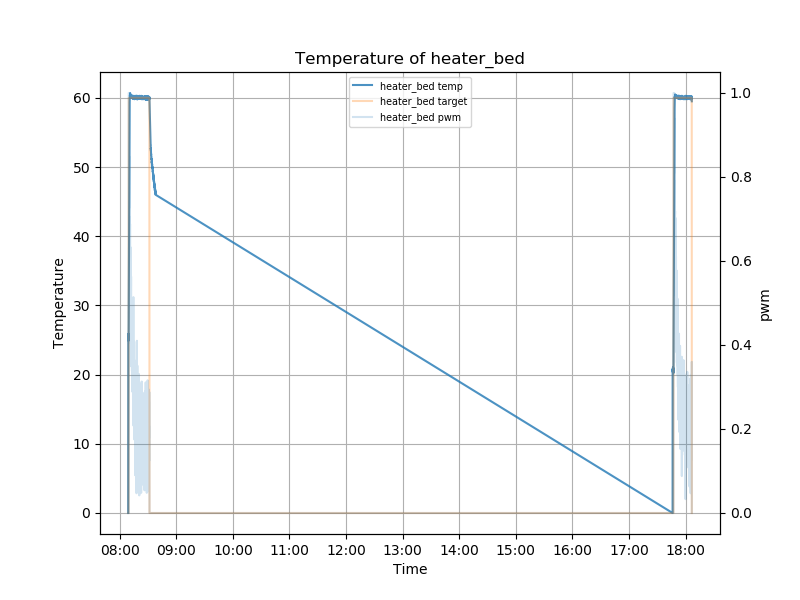 Temperature of heater_bed
heater_bed temp
heater_bed target
heater_bed pwm
Temperature
60
50
40
30
20
10
0
1.0
0.8
0.6
0.4
0.2
0.0
pwm
08:00 09:00 10:00 11:00 12:00 13:00 14:00 15:00 16:00 17:00 18:00
Time